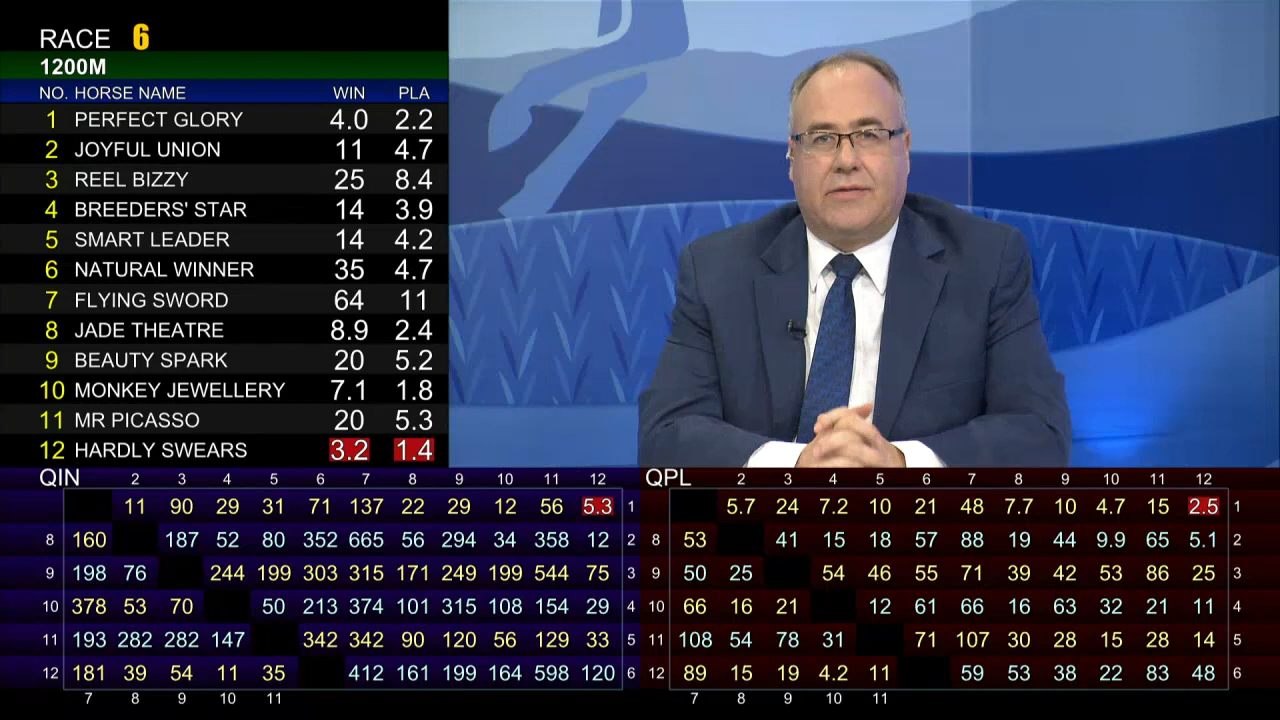 RACE 6
1200M
NO. HORSE NAME WIN PLA
1 PERFECT GLORY 4.0 2.2
2 JOYFUL UNION 11 4.7
3 REEL BIZZY 25 8.4
4 BREEDERS' STAR 14 3.9
5 SMART LEADER 14 4.2
6 NATURAL WINNER 35 4.7
7 FLYING SWORD 64 11
8 JADE THEATRE 8.9 2.4
9 BEAUTY SPARK 20 5.2
10 MONKEY JEWELLERY 7.1 1.8
11 MR PICASSO 20 5.3
12 HARDLY SWEARS 3.2 1.4
QIN 2 3 4 5 6 7 8 9 10 11 12
11 90 29 31 71 137 22 29 12 56 5.3 1
8 160 187 52 80 352 665 56 294 34 358 12 2
9 198 76 244 199 303 315 171 249 199 544 75 3
10 378 53 70 50 213 374 101 315 108 154 29 4
11 193 282 282 147 342 342 90 120 56 129 33 5
12 181 39 54 11 35 412 161 199 164 598 120 6
7 8 9 10 11
QPL 2 3 4 5 6 7 8 9 10 11 12
5.7 24 7.2 10 21 48 7.7 10 4.7 15 2.5 1
8 53 41 15 18 57 88 19 44 9.9 65 5.1 2
9 50 25 54 46 55 71 39 42 53 86 25 3
10 66 16 21 12 61 66 16 63 32 21 11 4
11 108 54 78 31 71 107 30 28 15 28 14 5
12 89 15 19 4.2 11 59 53 38 22 83 48 6
7 8 9 10 11